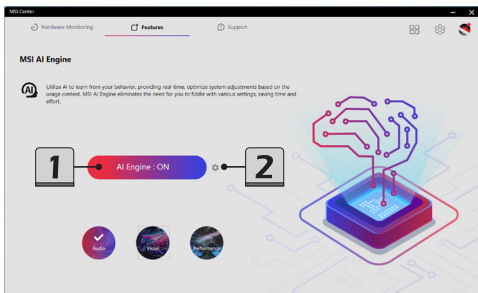 MSI Center
Hardware Monitoring
Features
Support
MSI AI Engine
AI
Utilize AI to learn from your behavior, providing real-time, optimize system adjustments based on the
usage context. MSI AI Engine eliminates the need for you to fiddle with various settings, saving time and
effort.
1
AI Engine : ON
2
Audio
Visual
Performance